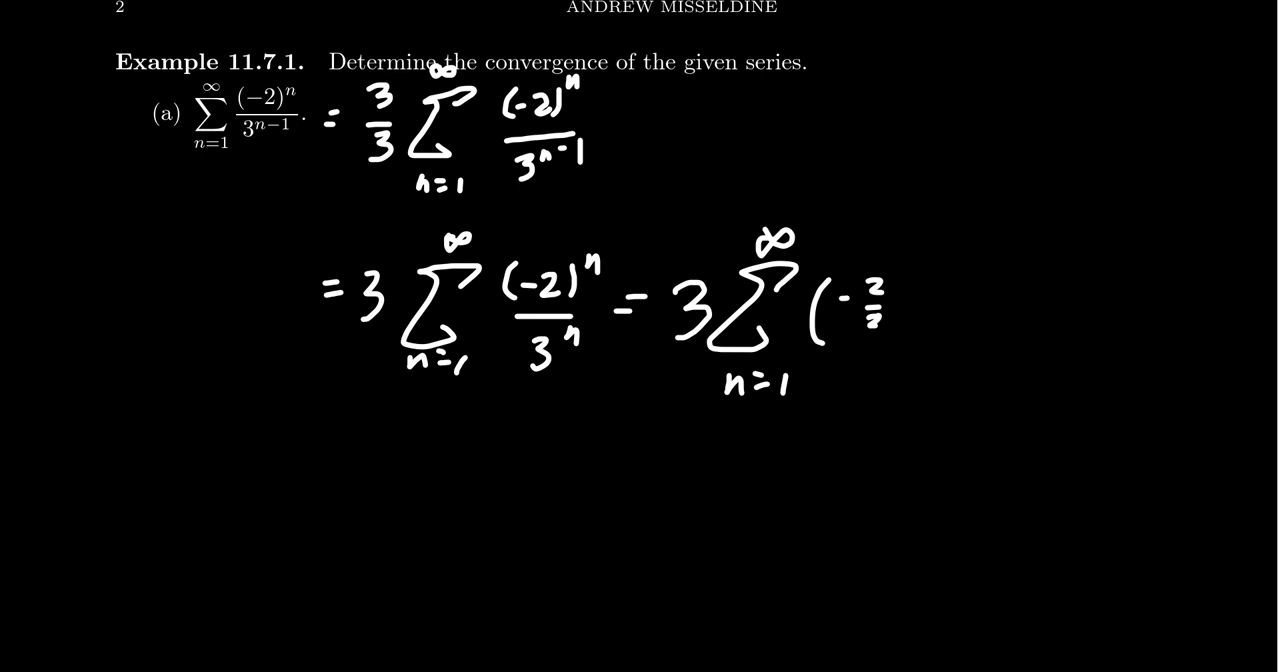 2 ANDREW MISSELDINE
Example 11.7.1. Determine the convergence of the given series.
(a) ∑_{n=1}^{∞} (-2)^n / 3^{n-1}. = 3/3 ∑_{n=1}^{∞} (-2)^n / 3^{n-1}
= 3 ∑_{n=1}^{∞} (-2)^n / 3^n = 3 ∑_{n=1}^{∞} (- 2/2